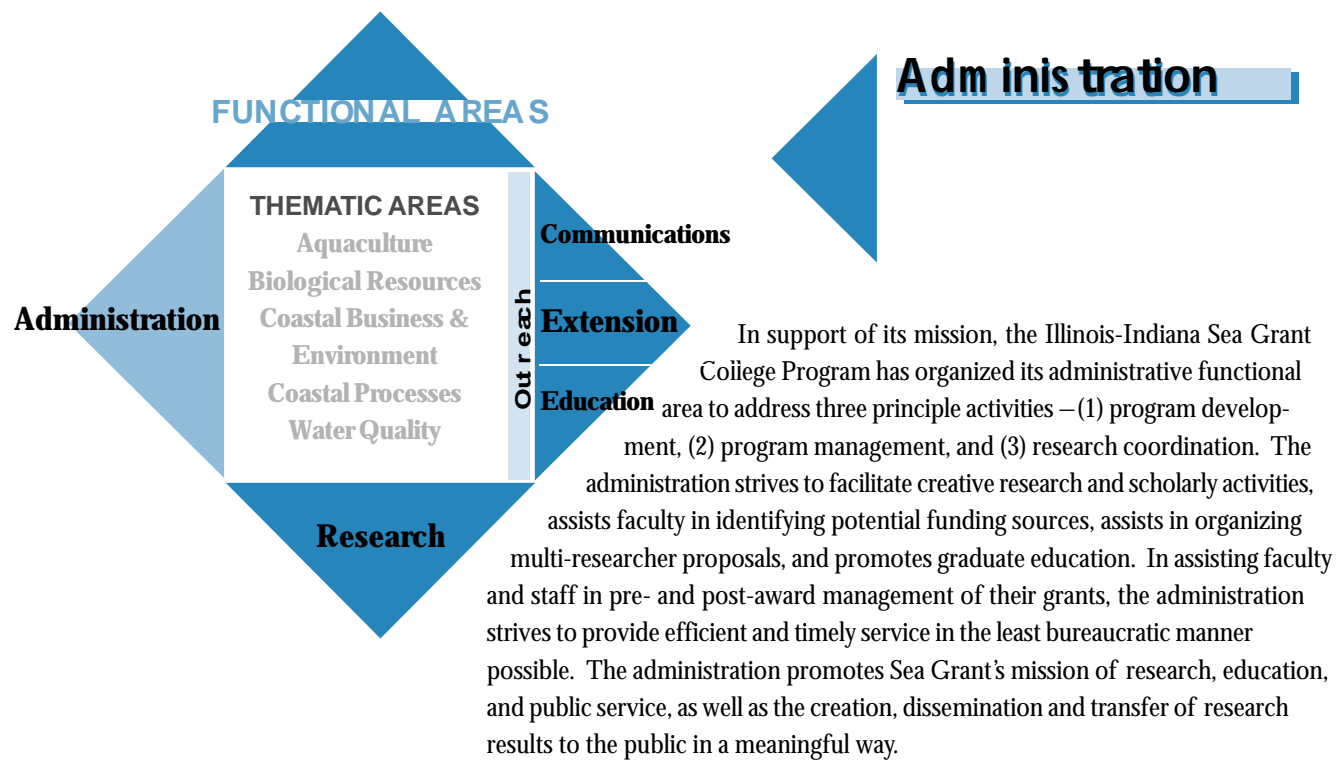 FUNCTIONAL AREAS
THEMATIC AREAS
Aquaculture
Biological Resources
Coastal Business &
Environment
Coastal Processes
Water Quality
Administration
Outreach
Communications
Extension
Education
Research
Administration
In support of its mission, the Illinois-Indiana Sea Grant
College Program has organized its administrative functional
area to address three principle activities – (1) program develop-
ment, (2) program management, and (3) research coordination. The
administration strives to facilitate creative research and scholarly activities,
assists faculty in identifying potential funding sources, assists in organizing
multi-researcher proposals, and promotes graduate education. In assisting faculty
and staff in pre- and post-award management of their grants, the administration
strives to provide efficient and timely service in the least bureaucratic manner
possible. The administration promotes Sea Grant's mission of research, education,
and public service, as well as the creation, dissemination and transfer of research
results to the public in a meaningful way.